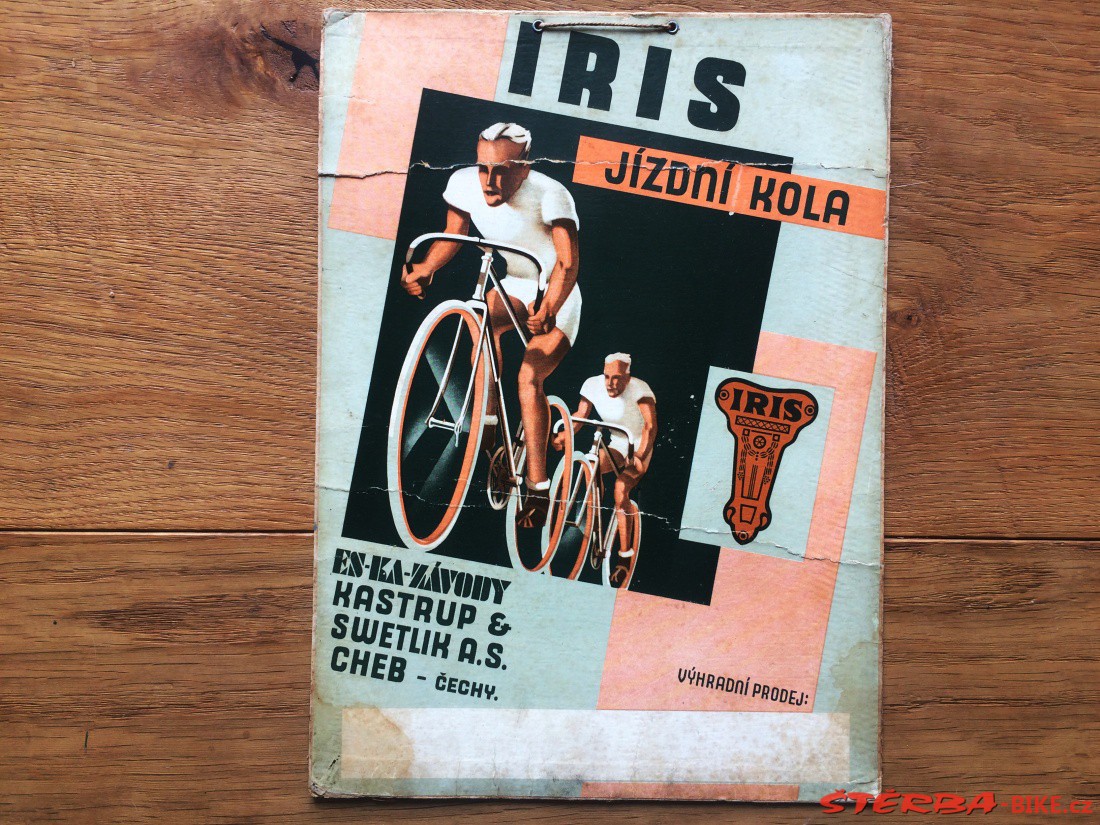 IRIS
JÍZDNÍ KOLA
IRIS
ES-KA-ZÁVODY
KASTRUP &
SWETLIK A.S.
CHEB - ČECHY.
VÝHRADNÍ PRODEJ:
ŠTĚRBA-BIKE.cz